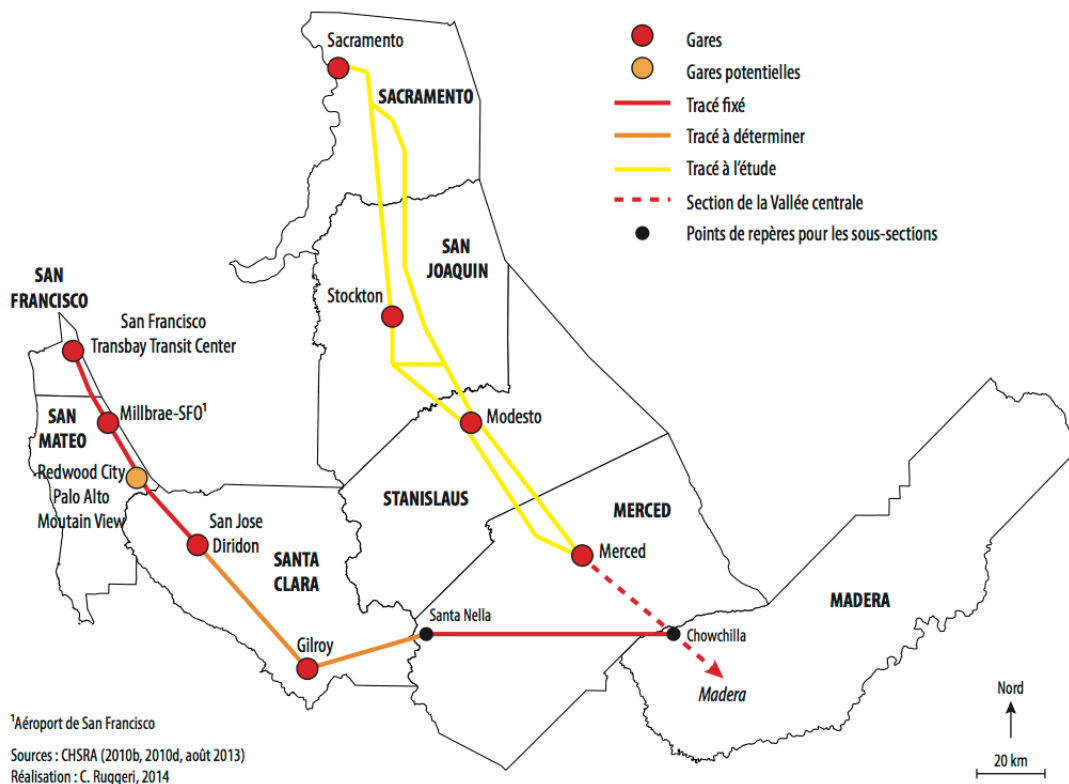 Sacramento
SACRAMENTO
Gares
Gares potentielles
Tracé fixé
Tracé à déterminer
Tracé à l'étude
Section de la Vallée centrale
Points de repères pour les sous-sections
SAN
JOAQUIN
Stockton
SAN
FRANCISCO
San Francisco
Transbay Transit Center
Millbrae-SFO¹
SAN
MATEO
Redwood City
Palo Alto
Moutain View
San Jose
Diridon
SANTA
CLARA
Gilroy
Modesto
STANISLAUS
MERCED
Merced
MADERA
Santa Nella
Chowchilla
Madera
Nord
20 km
¹Aéroport de San Francisco
Sources : CHSRA (2010b, 2010d, août 2013)
Réalisation : C. Ruggeri, 2014